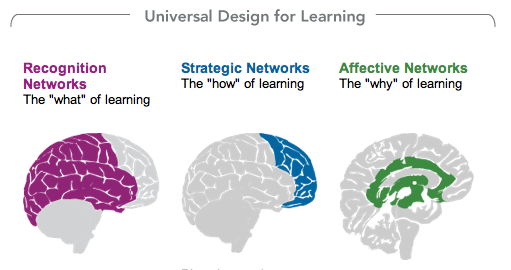 Universal Design for Learning
Recognition
Networks
The "what" of learning
Strategic Networks
The "how" of learning
Affective Networks
The "why" of learning